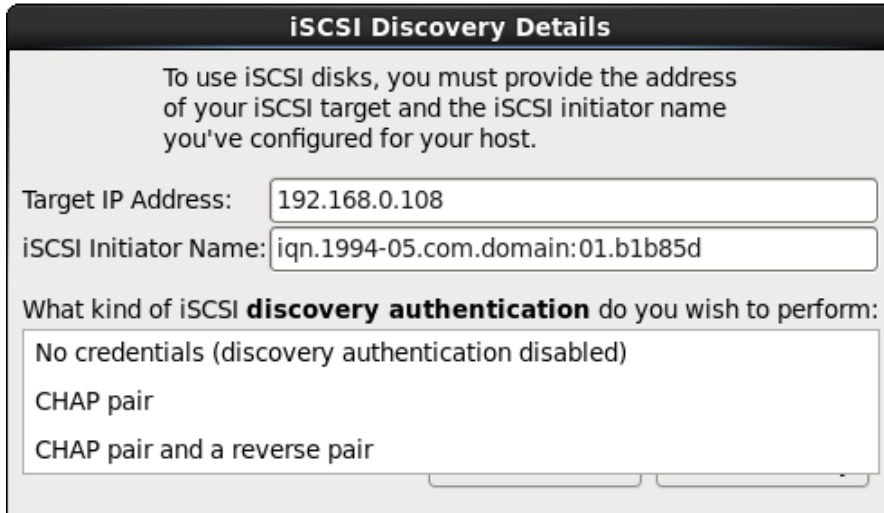 iSCSI Discovery Details
To use iSCSI disks, you must provide the address
of your iSCSI target and the iSCSI initiator name
you've configured for your host.
Target IP Address: 192.168.0.108
iSCSI Initiator Name: iqn.1994-05.com.domain:01.b1b85d
What kind of iSCSI discovery authentication do you wish to perform:
No credentials (discovery authentication disabled)
CHAP pair
CHAP pair and a reverse pair